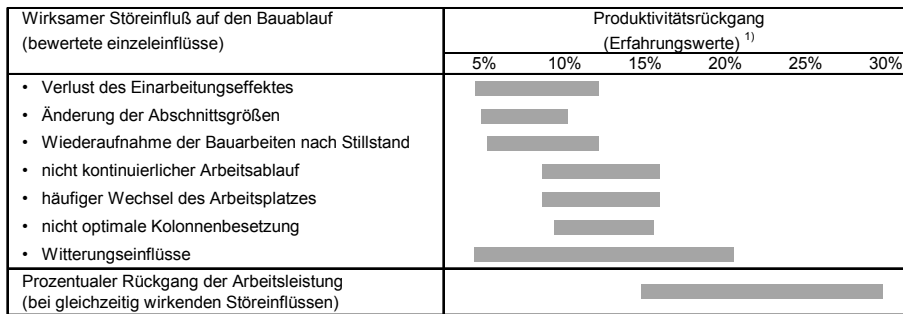 Wirksamer Störeinfluß auf den Bauablauf
(bewertete einzeleinflüsse)
Produktivitätsrückgang
(Erfahrungswerte) 1)
5% 10% 15% 20% 25% 30%
• Verlust des Einarbeitungseffektes
• Änderung der Abschnittsgrößen
• Wiederaufnahme der Bauarbeiten nach Stillstand
• nicht kontinuierlicher Arbeitsablauf
• häufiger Wechsel des Arbeitsplatzes
• nicht optimale Kolonnenbesetzung
• Witterungseinflüsse
Prozentualer Rückgang der Arbeitsleistung
(bei gleichzeitig wirkenden Störeinflüssen)